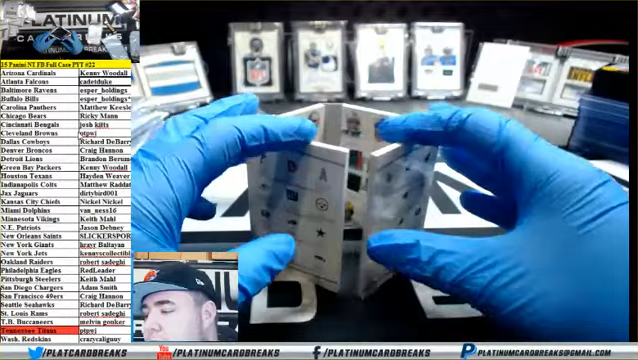 PLATINUM
15 Panini NT FB Full Case PYT #22
Arizona Cardinals Kenny Woodall
Atlanta Falcons cadetduke
Baltimore Ravens esper_holdings*
Buffalo Bills esper_holdings*
Carolina Panthers Matthew Keesle
Chicago Bears Ricky Mann
Cincinnati Bengals josh kitts
Cleveland Browns
Dallas Cowboys Richard DeBarr
Denver Broncos Craig Hannon
Detroit Lions Brandon Berum
Green Bay Packers Kenny Woodall
Houston Texans Hayden Weaver
Indianapolis Colts Matthew Raddat
Jax Jaguars dirtybird001
Kansas City Chiefs Nickel Nickel
Miami Dolphins van_ness16
Minnesota Vikings Keith Mahl
N.E. Patriots Jason Debney
New Orleans Saints SLICKERSPOR
New York Giants hrayr Baltayan
New York Jets kennyscollectibl
Oakland Raiders robert sadeghi
Philadelphia Eagles RedLeader
Pittsburgh Steelers Keith Mahl
San Diego Chargers Adam Smith
San Francisco 49ers Craig Hannon
Seattle Seahawks Richard DeBarr
St. Louis Rams robert sadeghi
T.B. Buccaneers melvin gonker
Tennessee Titans
Wash. Redskins crazycaliguy
/PLATCARDBREAKS
/PLATINUMCARDBREAKS
/PLATINUMCARDBREAKS
PLATINUMCARDBREAKS@GMAIL.COM